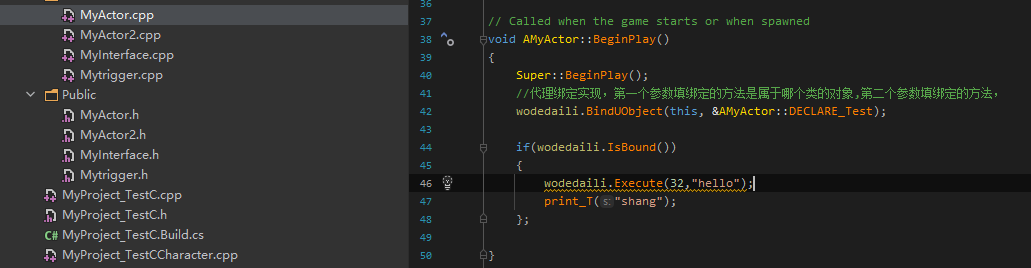 MyActor.cpp
MyActor2.cpp
MyInterface.cpp
Mytrigger.cpp
Public
MyActor.h
MyActor2.h
MyInterface.h
Mytrigger.h
MyProject_TestC.cpp
MyProject_TestC.h
C# MyProject_TestC.Build.cs
MyProject_TestCCharacter.cpp
36
37 // Called when the game starts or when spawned
38 void AMyActor::BeginPlay()
39 {
40 Super::BeginPlay();
41 //代理绑定实现，第一个参数填绑定的方法是属于哪个类的对象,第二个参数填绑定的方法，
42 wodedaili.BindUObject(this, &AMyActor::DECLARE_Test);
43
44 if(wodedaili.IsBound())
45 {
46 wodedaili.Execute(32,"hello");
47 print_T(s:"shang");
48 };
49
50 }